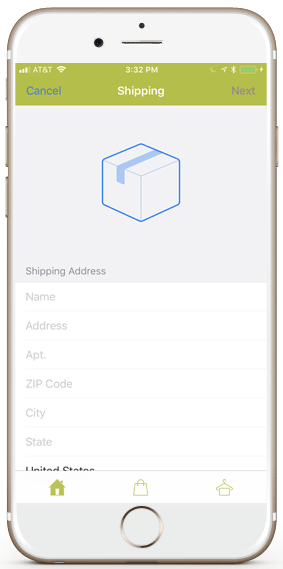 AT&T 3:32 PM
Cancel Shipping Next
Shipping Address
Name
Address
Apt.
ZIP Code
City
State
United States